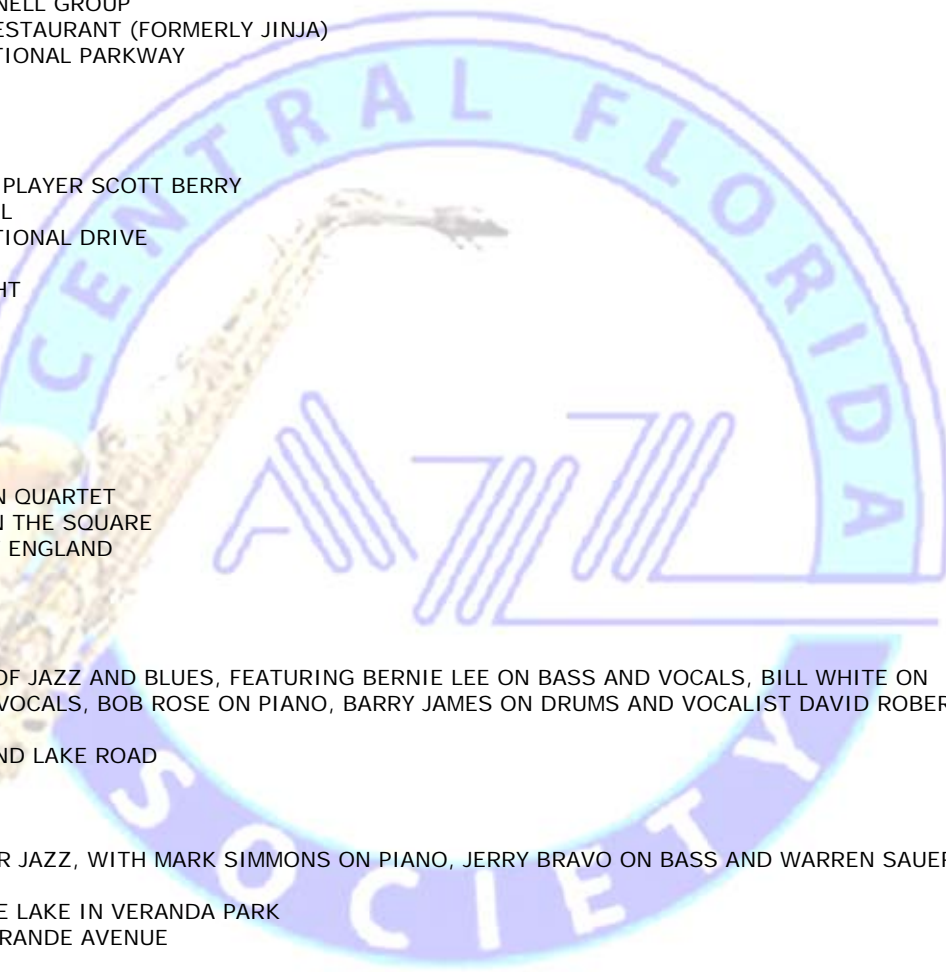 CENTRAL FLORIDA
AZZ
SOCIETY
NELL GROUP
ESTAURANT (FORMERLY JINJA)
TIONAL PARKWAY
PLAYER SCOTT BERRY
L
TIONAL DRIVE
HT
N QUARTET
N THE SQUARE
ENGLAND
OF JAZZ AND BLUES, FEATURING BERNIE LEE ON BASS AND VOCALS, BILL WHITE ON
VOCALS, BOB ROSE ON PIANO, BARRY JAMES ON DRUMS AND VOCALIST DAVID ROBER
ND LAKE ROAD
R JAZZ, WITH MARK SIMMONS ON PIANO, JERRY BRAVO ON BASS AND WARREN SAUER
E LAKE IN VERANDA PARK
RANDE AVENUE